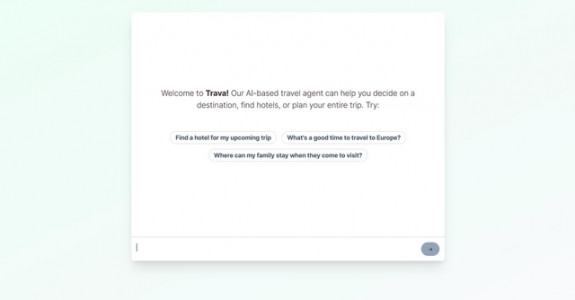 Welcome to Trava! Our AI-based travel agent can help you decide on a
destination, find hotels, or plan your entire trip. Try:
Find a hotel for my upcoming trip
What's a good time to travel to Europe?
Where can my family stay when they come to visit?